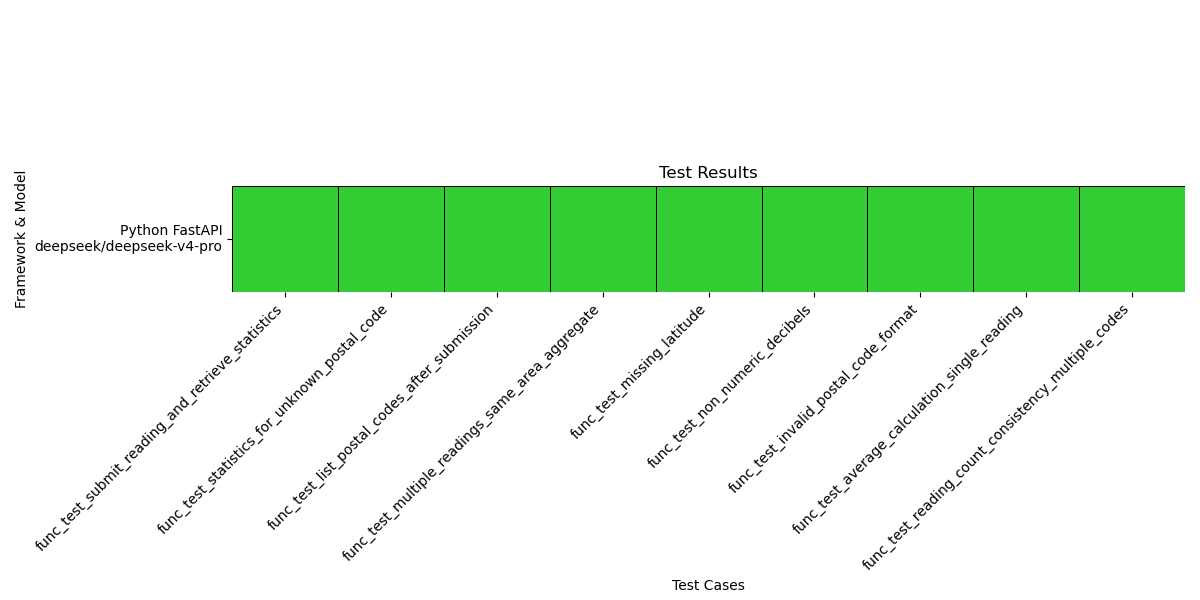 Test Results
Framework & Model
Python FastAPI
deepseek/deepseek-v4-pro
func_test_submit_reading_and_retrieve_statistics
func_test_statistics_for_unknown_postal_code
func_test_list_postal_codes_after_submission
func_test_multiple_readings_same_area_aggregate
func_test_missing_latitude
func_test_non_numeric_decibels
func_test_invalid_postal_code_format
func_test_average_calculation_single_reading
func_test_reading_count_consistency_multiple_codes
Test Cases